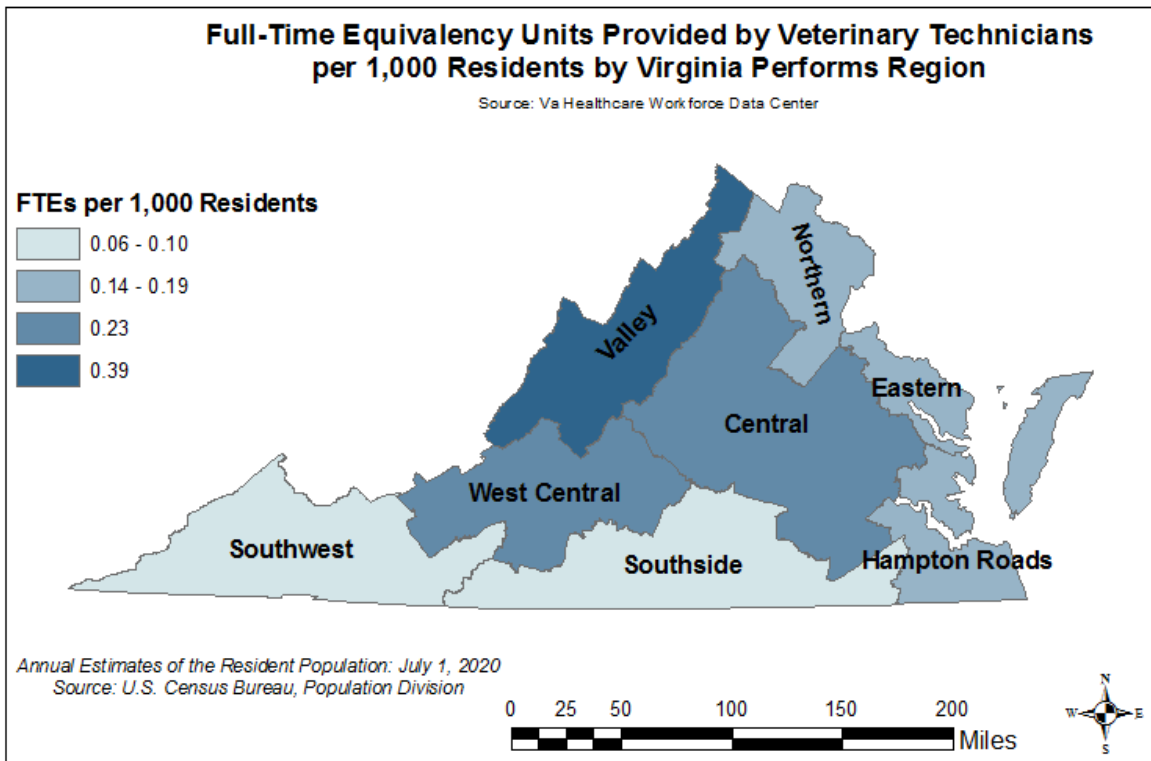 Full-Time Equivalency Units Provided by Veterinary Technicians
per 1,000 Residents by Virginia Performs Region
Source: Va Healthcare Workforce Data Center
FTEs per 1,000 Residents
0.06 - 0.10
0.14 - 0.19
0.23
0.39
Northern
Valley
Eastern
Central
West Central
Southwest
Southside
Hampton Roads
Annual Estimates of the Resident Population: July 1, 2020
Source: U.S. Census Bureau, Population Division
0 25 50 100 150 200
Miles
N
W E
S